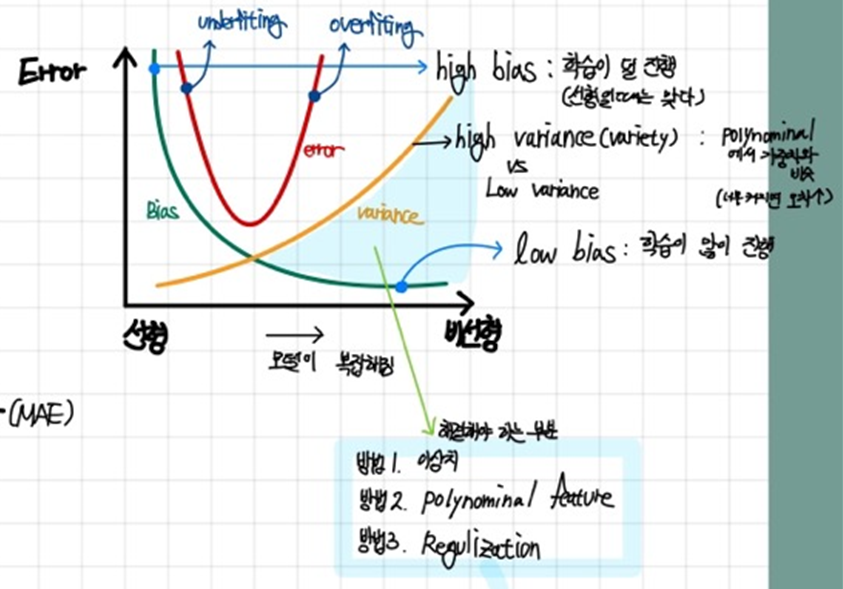 underfiting
overfiting
Error
high bias : 학습이 덜 진행
(선형일때는 맞다)
error
high variance(variety) : polynominal
에서 가중치와
비슷
vs
Low variance
(너무 커지면 오차↑)
Bias
variance
low bias : 학습이 많이 진행
선형
비선형
모델이 복잡해짐
(MAE)
해결해야 하는 부분
방법1. 이상치
방법2. polynominal feature
방법3. Regulization